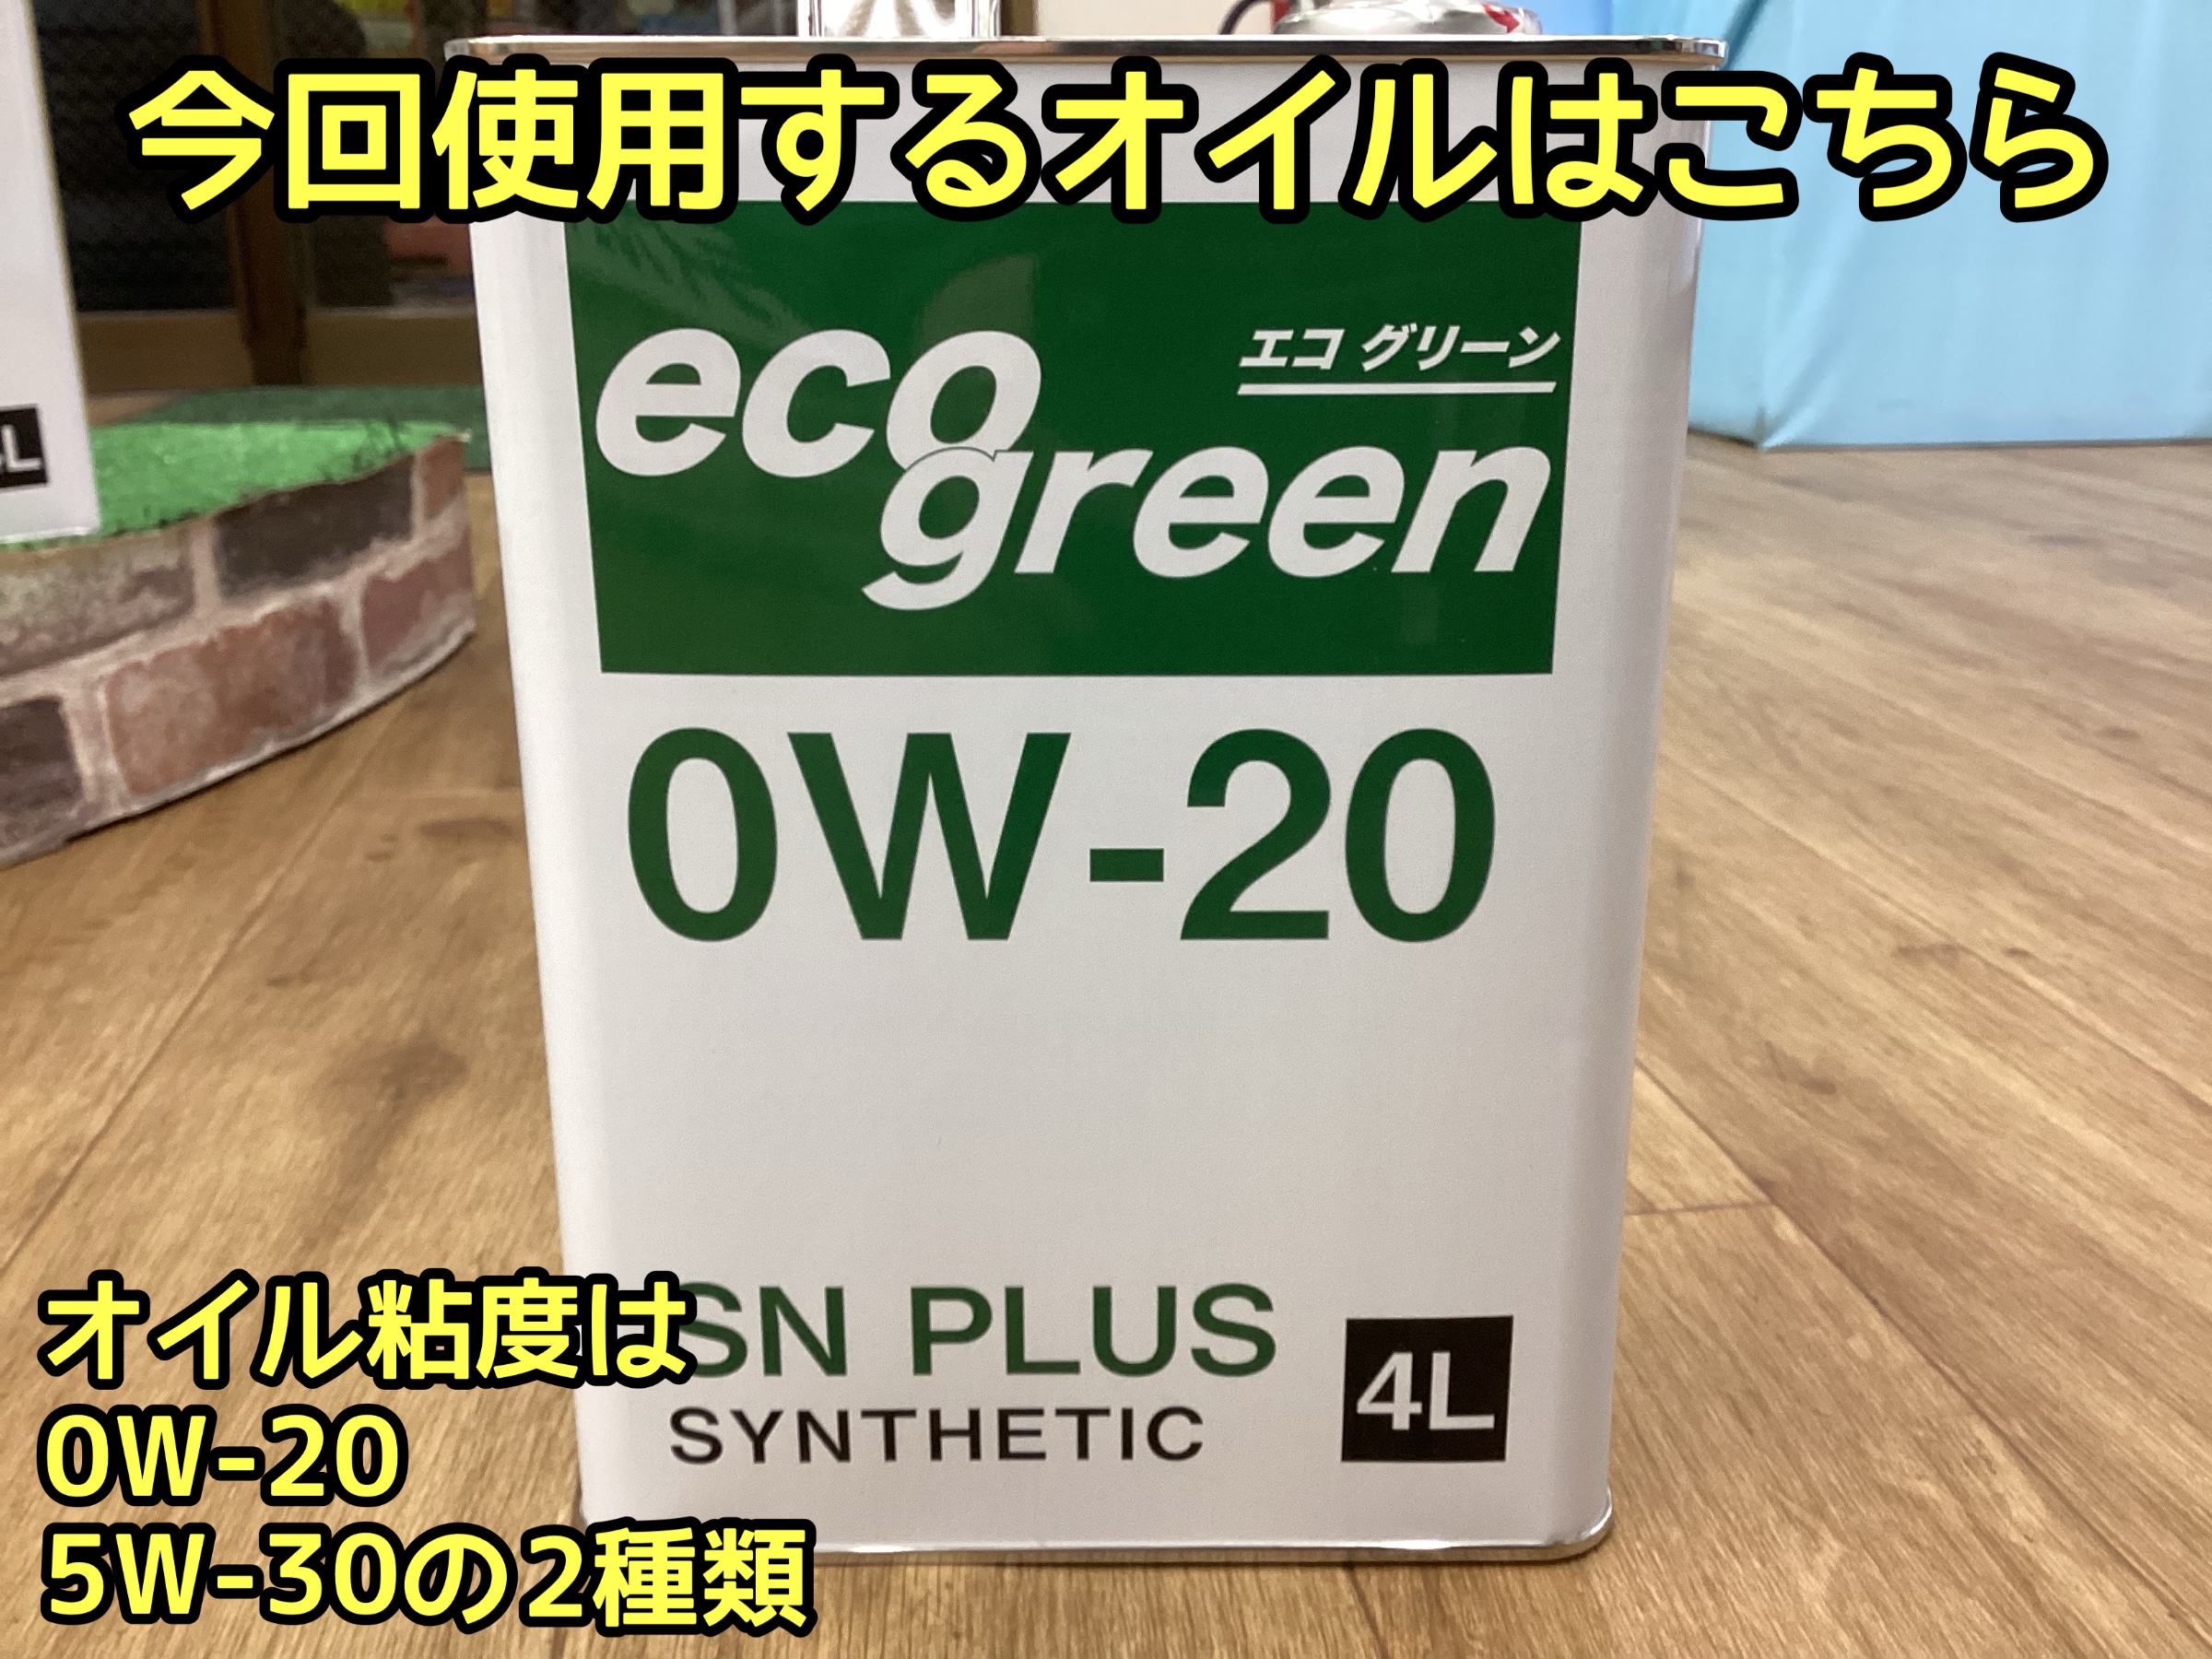 今回使用するオイルはこちら
エコ グリーン
eco
green
0W-20
SN PLUS
SYNTHETIC
4L
4L
オイル粘度は
0W-20
5W-30の2種類